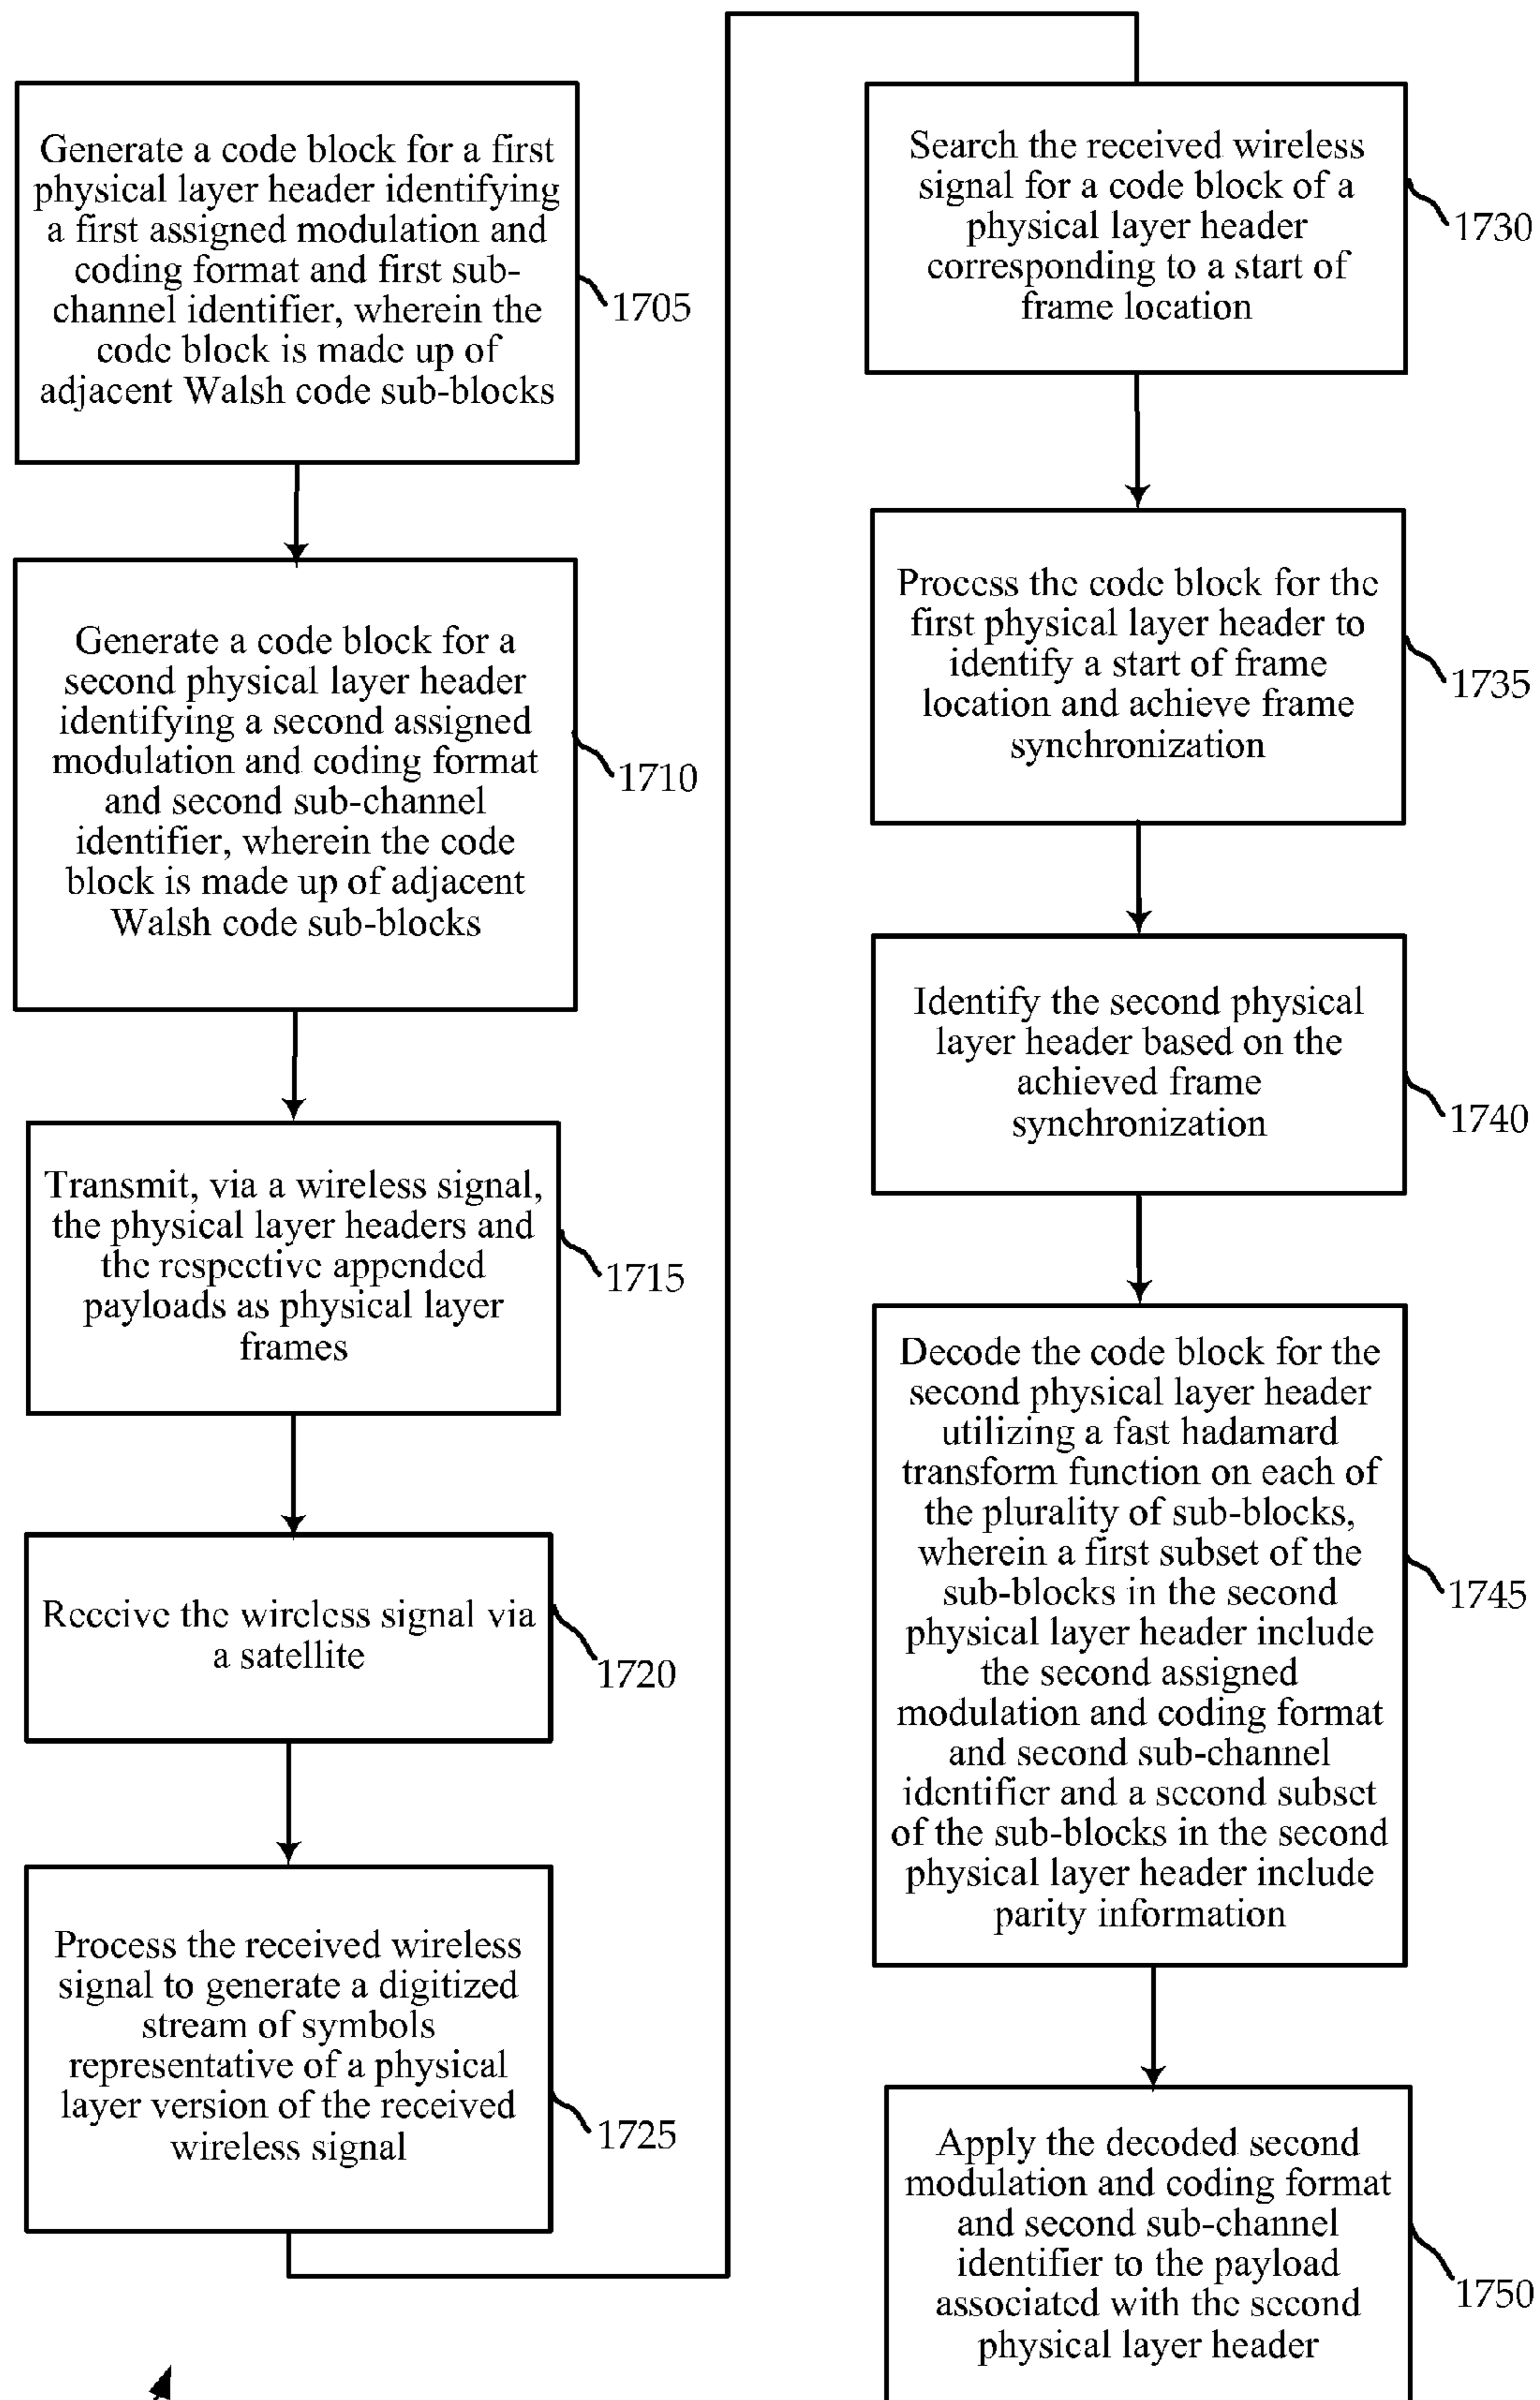 Generate a code block for a first
physical layer header identifying
a first assigned modulation and
coding format and first sub-
channel identifier, wherein the
code block is made up of
adjacent Walsh code sub-blocks
1705
Generate a code block for a
second physical layer header
identifying a second assigned
modulation and coding format
and second sub-channel
identifier, wherein the code
block is made up of adjacent
Walsh code sub-blocks
1710
Transmit, via a wireless signal,
the physical layer headers and
the respective appended
payloads as physical layer
frames
1715
Receive the wireless signal via
a satellite
1720
Process the received wireless
signal to generate a digitized
stream of symbols
representative of a physical
layer version of the received
wireless signal
1725
Search the received wireless
signal for a code block of a
physical layer header
corresponding to a start of
frame location
1730
Process the code block for the
first physical layer header to
identify a start of frame
location and achieve frame
synchronization
1735
Identify the second physical
layer header based on the
achieved frame
synchronization
1740
Decode the code block for the
second physical layer header
utilizing a fast hadamard
transform function on each of
the plurality of sub-blocks,
wherein a first subset of the
sub-blocks in the second
physical layer header include
the second assigned
modulation and coding format
and second sub-channel
identifier and a second subset
of the sub-blocks in the second
physical layer header include
parity information
1745
Apply the decoded second
modulation and coding format
and second sub-channel
identifier to the payload
associated with the second
physical layer header
1750